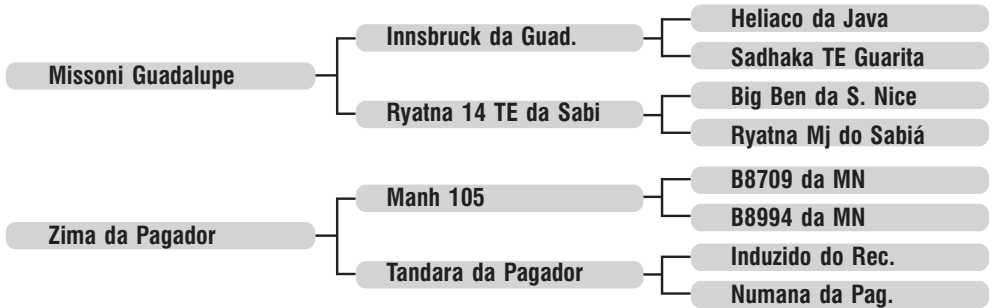 Heliaco da Java
Innsbruck da Guad.
Sadhaka TE Guarita
Missoni Guadalupe
Big Ben da S. Nice
Ryatna 14 TE da Sabi
Ryatna Mj do Sabiá
B8709 da MN
Manh 105
B8994 da MN
Zima da Pagador
Induzido do Rec.
Tandara da Pagador
Numana da Pag.